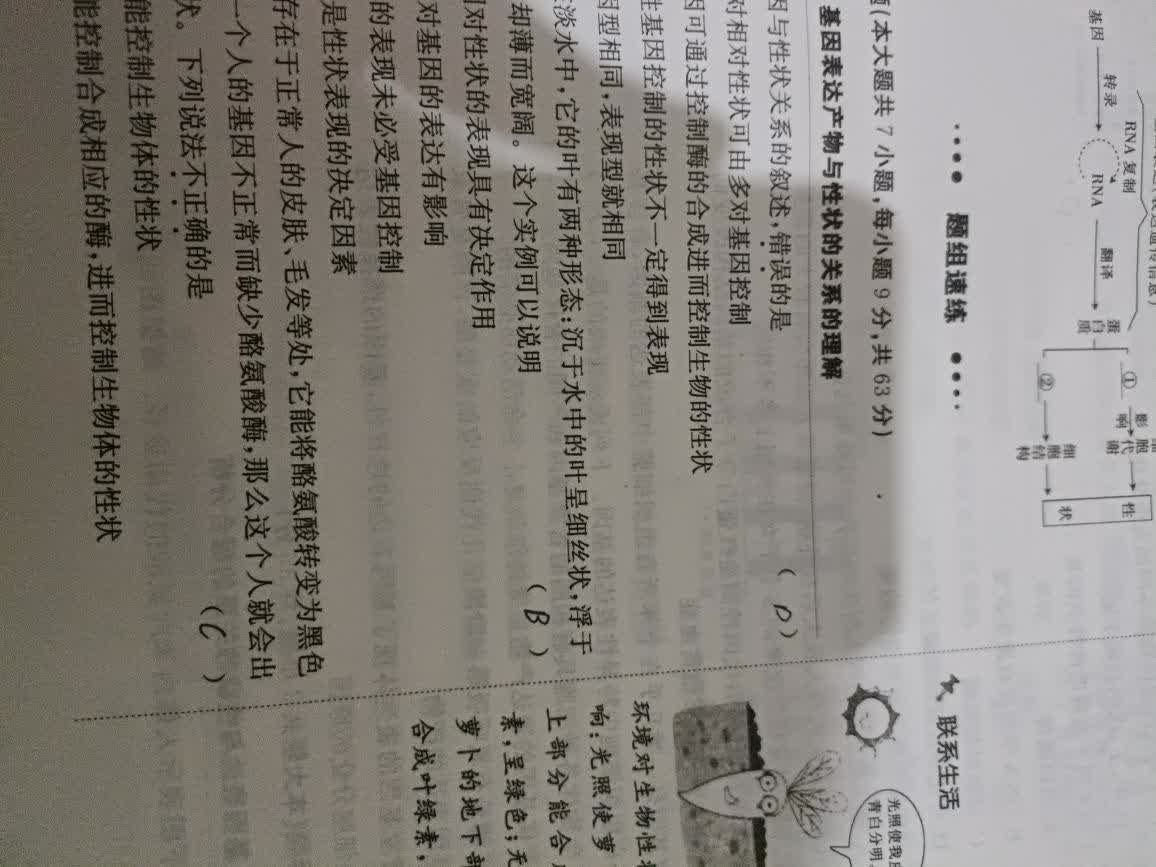 基因
转录
RNA复制
RNA
翻译
蛋白质
①
影响
胞代谢
②
细胞结构
性
状
题组速练
(本大题共7小题,每小题9分,共63分)
基因表达产物与性状的关系的理解
因与性状关系的叙述,错误的是
(D)
对相对性状可由多对基因控制
因可通过控制酶的合成进而控制生物的性状
性基因控制的性状不一定得到表现
因型相同,表现型就相同
淡水中,它的叶有两种形态:沉于水中的叶呈细丝状,浮于
却薄而宽阔。这个实例可以说明
(B)
对性状的表现具有决定作用
对基因的表达有影响
的表现未必受基因控制
是性状表现的决定因素
存在于正常人的皮肤、毛发等处,它能将酪氨酸转变为黑色
一个人的基因不正常而缺少酪氨酸酶,那么这个人就会出
状。下列说法不正确的是
(C)
能控制生物体的性状
能控制合成相应的酶,进而控制生物体的性状
联系生活
光照使我
青白分明
环境对生物性
响:光照使萝
上部分能合
素,呈绿色;无
萝卜的地下部
合成叶绿素,